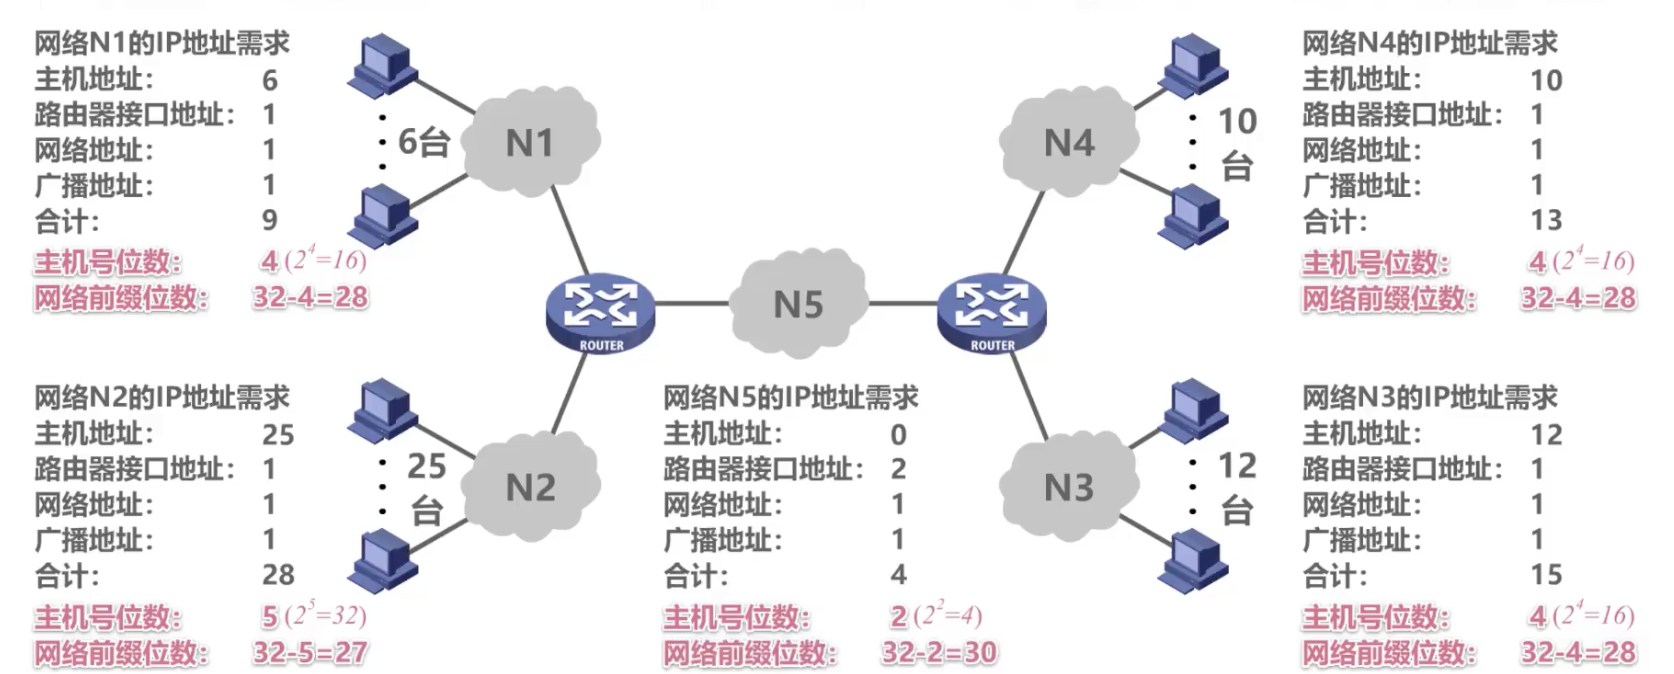 网络N1的IP地址需求
主机地址： 6
路由器接口地址： 1
网络地址： 1
广播地址： 1
合计： 9
主机号位数： 4 (2^4=16)
网络前缀位数： 32-4=28
6台
N1
ROUTER
网络N2的IP地址需求
主机地址： 25
路由器接口地址： 1
网络地址： 1
广播地址： 1
合计： 28
主机号位数： 5 (2^5=32)
网络前缀位数： 32-5=27
25
台
N2
N5
网络N5的IP地址需求
主机地址： 0
路由器接口地址： 2
网络地址： 1
广播地址： 1
合计： 4
主机号位数： 2 (2^2=4)
网络前缀位数： 32-2=30
N4
10
台
ROUTER
网络N4的IP地址需求
主机地址： 10
路由器接口地址： 1
网络地址： 1
广播地址： 1
合计： 13
主机号位数： 4 (2^4=16)
网络前缀位数： 32-4=28
N3
12
台
网络N3的IP地址需求
主机地址： 12
路由器接口地址： 1
网络地址： 1
广播地址： 1
合计： 15
主机号位数： 4 (2^4=16)
网络前缀位数： 32-4=28